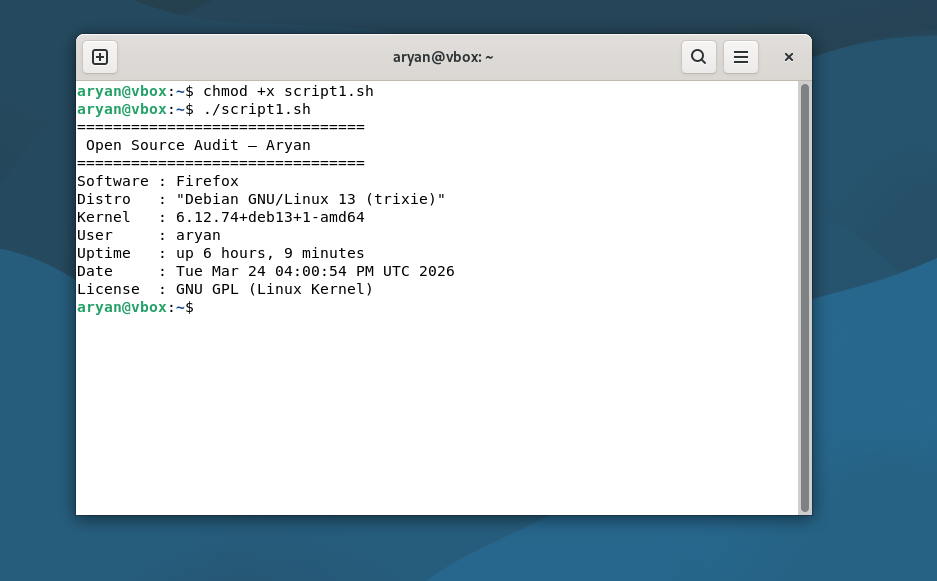 aryan@vbox: ~
aryan@vbox:~$ chmod +x script1.sh
aryan@vbox:~$ ./script1.sh
================================
 Open Source Audit — Aryan
================================
Software : Firefox
Distro   : "Debian GNU/Linux 13 (trixie)"
Kernel   : 6.12.74+deb13+1-amd64
User     : aryan
Uptime   : up 6 hours, 9 minutes
Date     : Tue Mar 24 04:00:54 PM UTC 2026
License  : GNU GPL (Linux Kernel)
aryan@vbox:~$